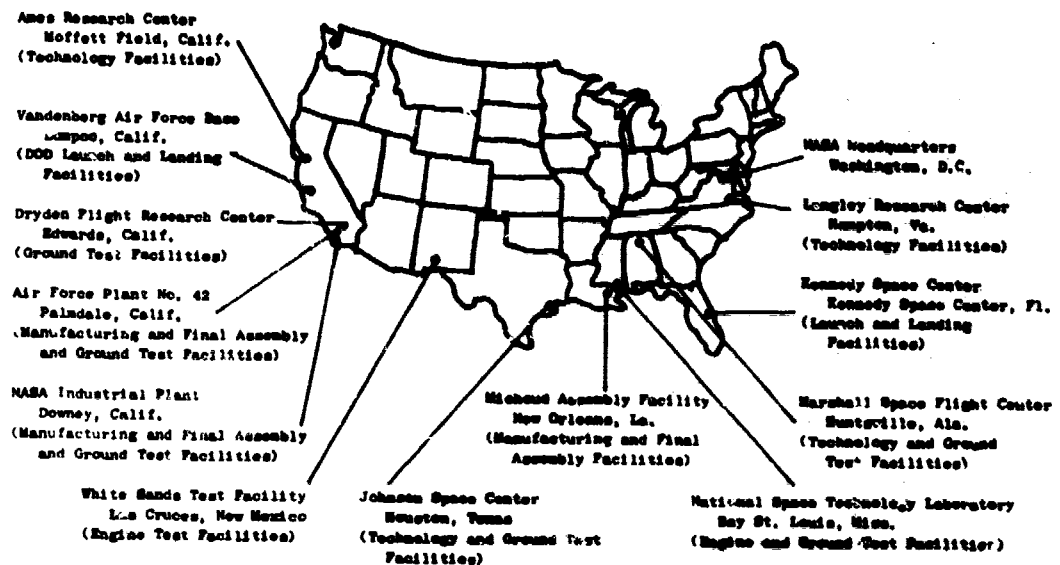 Ames Research Center
Moffett Field, Calif.
(Technology Facilities)
Vandenberg Air Force Base
Lompoc, Calif.
(DOD Launch and Landing
Facilities)
Dryden Flight Research Center
Edwards, Calif.
(Ground Test Facilities)
Air Force Plant No. 42
Palmdale, Calif.
(Manufacturing and Final Assembly
and Ground Test Facilities)
NASA Industrial Plant
Downey, Calif.
(Manufacturing and Final Assembly
and Ground Test Facilities)
White Sands Test Facility
Las Cruces, New Mexico
(Engine Test Facilities)
Johnson Space Center
Houston, Texas
(Technology and Ground Test
Facilities)
Michoud Assembly Facility
New Orleans, La.
(Manufacturing and Final
Assembly Facilities)
NASA Headquarters
Washington, D.C.
Langley Research Center
Hampton, Va.
(Technology Facilities)
Kennedy Space Center
Kennedy Space Center, Fl.
(Launch and Landing
Facilities)
Marshall Space Flight Center
Huntsville, Ala.
(Technology and Ground
Test Facilities)
National Space Technology Laboratory
Bay St. Louis, Miss.
(Engine and Ground Test Facilities)